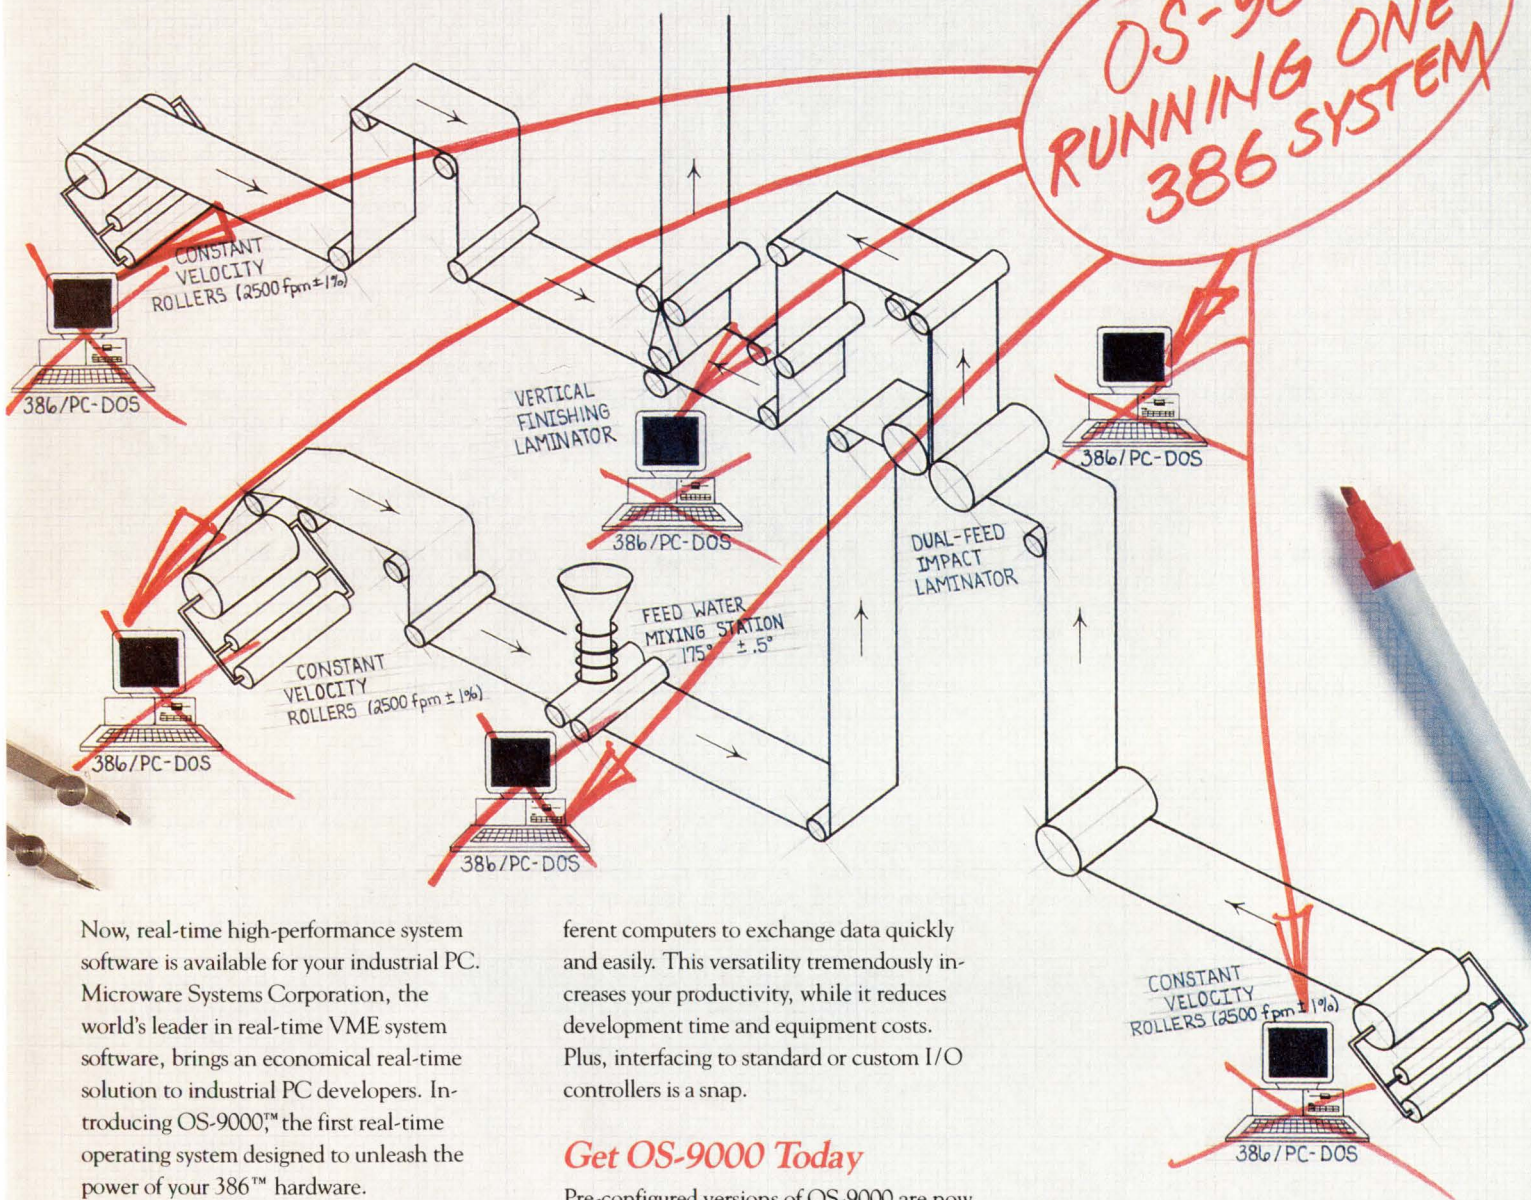 RUNNING ONE
386 SYSTEM
CONSTANT
VELOCITY
ROLLERS (2500 fpm ± 1%)
386/PC-DOS
VERTICAL
FINISHING
LAMINATOR
386/PC-DOS
386/PC-DOS
DUAL-FEED
IMPACT
LAMINATOR
FEED WATER
MIXING STATION
175° ± .5°
CONSTANT
VELOCITY
ROLLERS (2500 fpm ± 1%)
386/PC-DOS
386/PC-DOS
CONSTANT
VELOCITY
ROLLERS (2500 fpm ± 1%)
386/PC-DOS
Now, real-time high-performance system
software is available for your industrial PC.
Microware Systems Corporation, the
world's leader in real-time VME system
software, brings an economical real-time
solution to industrial PC developers. In-
troducing OS-9000,™ the first real-time
operating system designed to unleash the
power of your 386™ hardware.
ferent computers to exchange data quickly
and easily. This versatility tremendously in-
creases your productivity, while it reduces
development time and equipment costs.
Plus, interfacing to standard or custom I/O
controllers is a snap.
Get OS-9000 Today
Pre-configured versions of OS-9000 are now